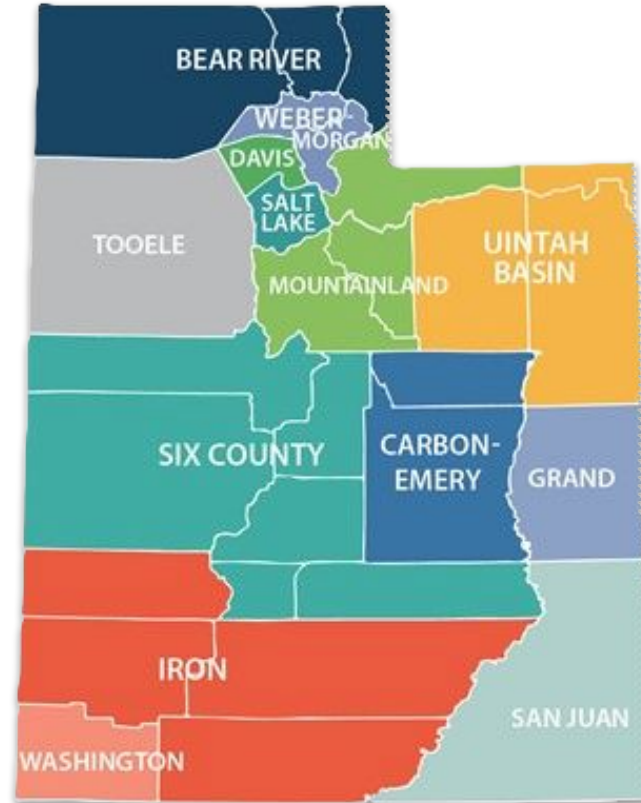 BEAR RIVER
WEBER-
MORGAN
DAVIS
SALT
LAKE
TOOELE
UINTAH
BASIN
MOUNTAINLAND
SIX COUNTY
CARBON-
EMERY
GRAND
IRON
SAN JUAN
WASHINGTON